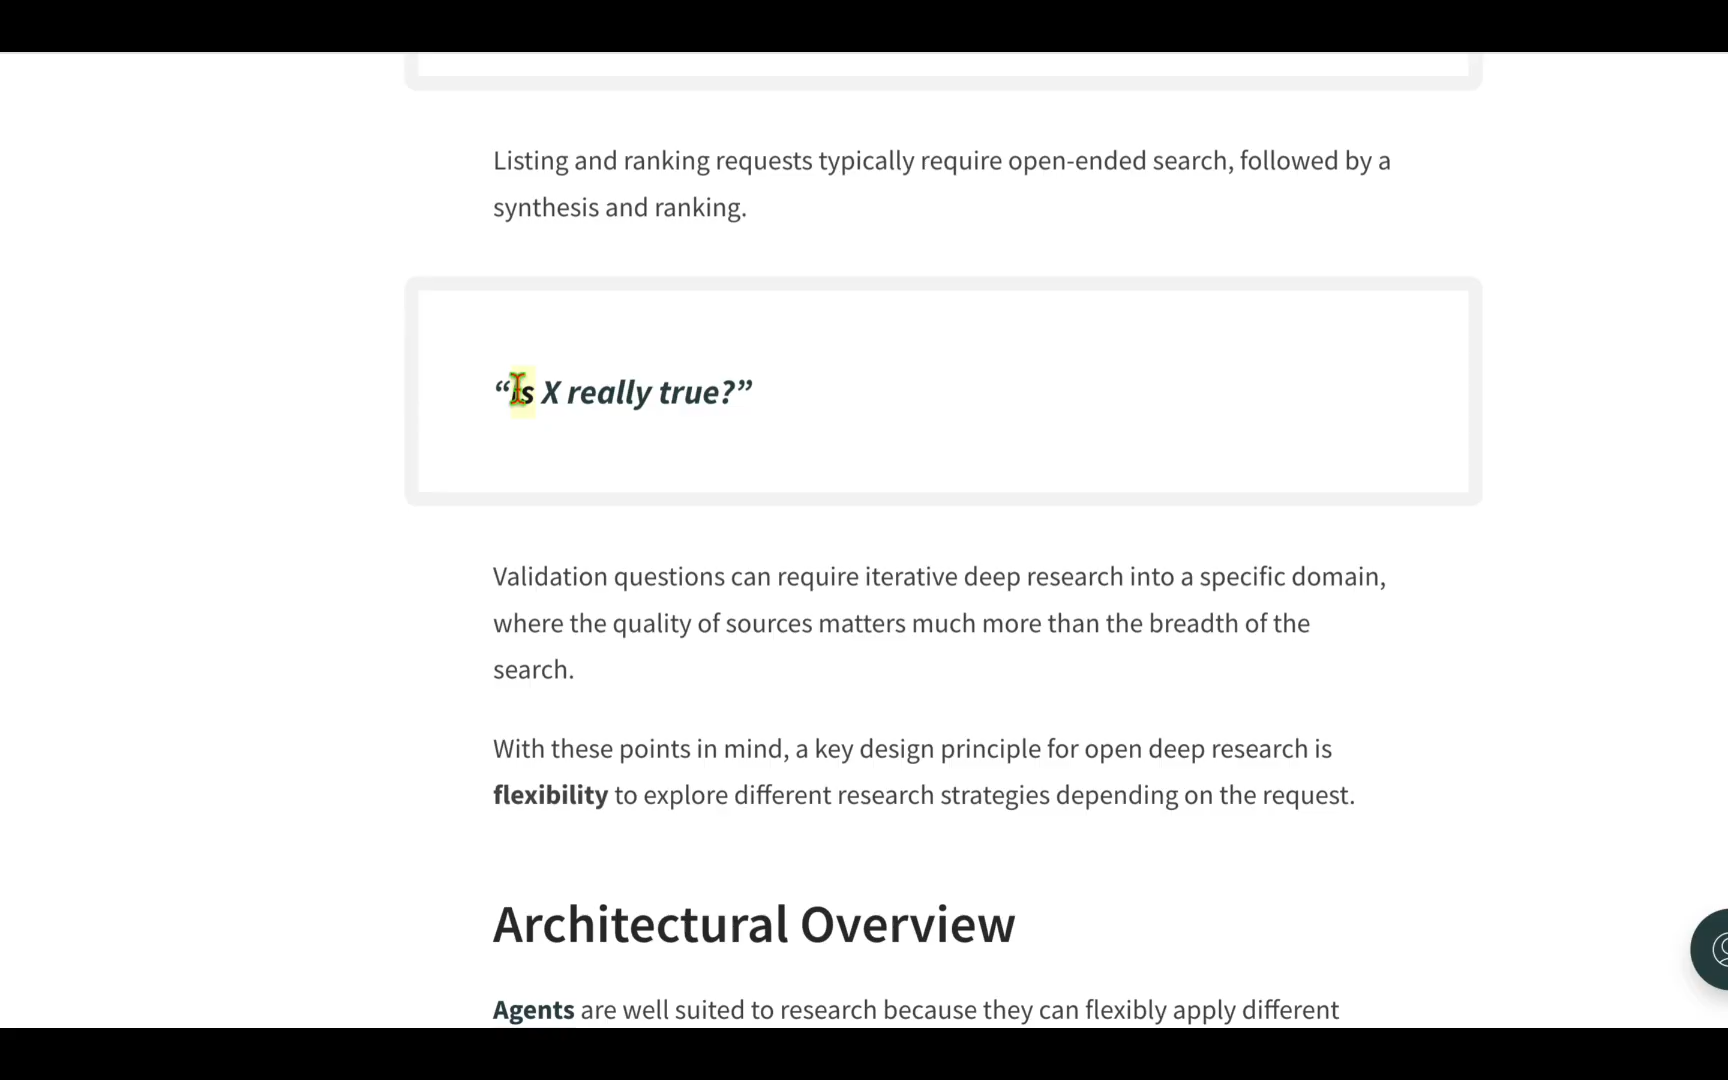 Listing and ranking requests typically require open-ended search, followed by a
synthesis and ranking.
“Is X really true?”
Validation questions can require iterative deep research into a specific domain,
where the quality of sources matters much more than the breadth of the
search.
With these points in mind, a key design principle for open deep research is
flexibility to explore different research strategies depending on the request.
Architectural Overview
Agents are well suited to research because they can flexibly apply different